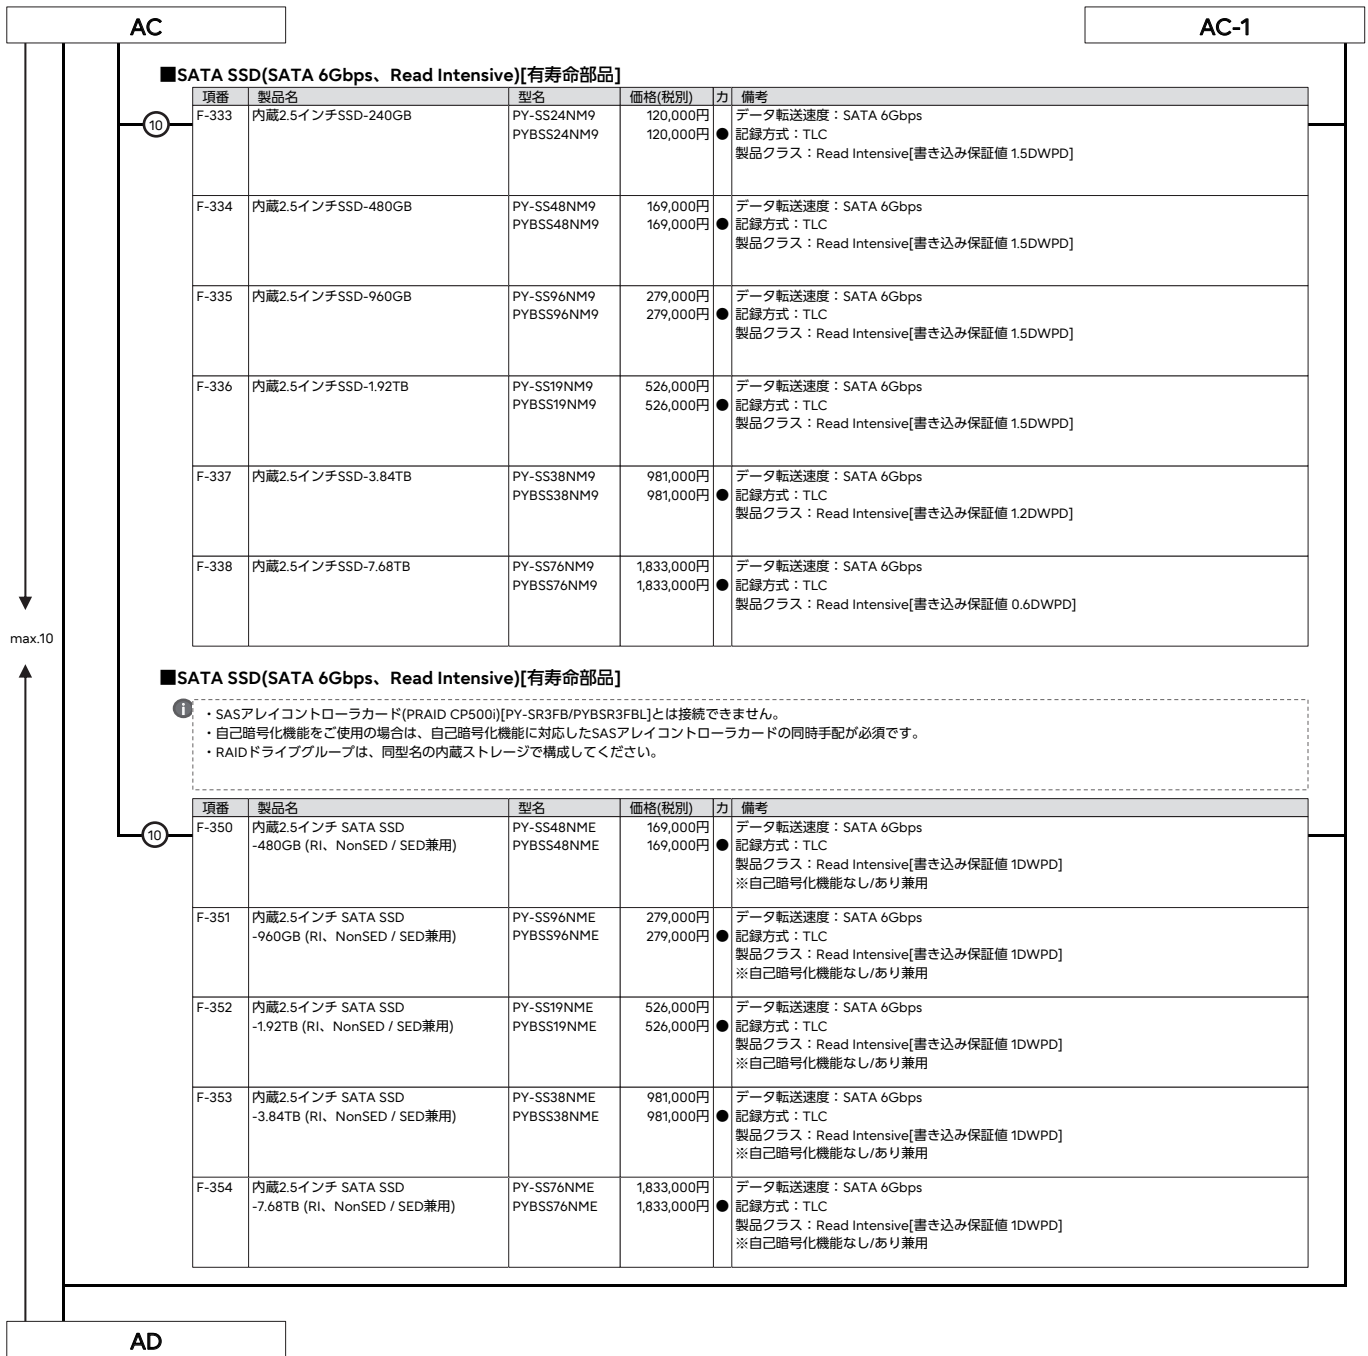 AC
AC-1
■SATA SSD(SATA 6Gbps、Read Intensive)[有寿命部品]
項番 製品名 型名 価格(税別) カ 備考
⑩ F-333 内蔵2.5インチSSD-240GB PY-SS24NM9 120,000円 データ転送速度：SATA 6Gbps
PYBSS24NM9 120,000円 ● 記録方式：TLC
製品クラス：Read Intensive[書き込み保証値 1.5DWPD]
F-334 内蔵2.5インチSSD-480GB PY-SS48NM9 169,000円 データ転送速度：SATA 6Gbps
PYBSS48NM9 169,000円 ● 記録方式：TLC
製品クラス：Read Intensive[書き込み保証値 1.5DWPD]
F-335 内蔵2.5インチSSD-960GB PY-SS96NM9 279,000円 データ転送速度：SATA 6Gbps
PYBSS96NM9 279,000円 ● 記録方式：TLC
製品クラス：Read Intensive[書き込み保証値 1.5DWPD]
F-336 内蔵2.5インチSSD-1.92TB PY-SS19NM9 526,000円 データ転送速度：SATA 6Gbps
PYBSS19NM9 526,000円 ● 記録方式：TLC
製品クラス：Read Intensive[書き込み保証値 1.5DWPD]
F-337 内蔵2.5インチSSD-3.84TB PY-SS38NM9 981,000円 データ転送速度：SATA 6Gbps
PYBSS38NM9 981,000円 ● 記録方式：TLC
製品クラス：Read Intensive[書き込み保証値 1.2DWPD]
F-338 内蔵2.5インチSSD-7.68TB PY-SS76NM9 1,833,000円 データ転送速度：SATA 6Gbps
PYBSS76NM9 1,833,000円 ● 記録方式：TLC
製品クラス：Read Intensive[書き込み保証値 0.6DWPD]
max.10
■SATA SSD(SATA 6Gbps、Read Intensive)[有寿命部品]
・SASアレイコントローラカード(PRAID CP500i)[PY-SR3FB/PYBSR3FBL]とは接続できません。
・自己暗号化機能をご使用の場合は、自己暗号化機能に対応したSASアレイコントローラカードの同時手配が必須です。
・RAIDドライブグループは、同型名の内蔵ストレージで構成してください。
項番 製品名 型名 価格(税別) カ 備考
⑩ F-350 内蔵2.5インチ SATA SSD PY-SS48NME 169,000円 データ転送速度：SATA 6Gbps
-480GB (RI、NonSED / SED兼用) PYBSS48NME 169,000円 ● 記録方式：TLC
製品クラス：Read Intensive[書き込み保証値 1DWPD]
※自己暗号化機能なし/あり兼用
F-351 内蔵2.5インチ SATA SSD PY-SS96NME 279,000円 データ転送速度：SATA 6Gbps
-960GB (RI、NonSED / SED兼用) PYBSS96NME 279,000円 ● 記録方式：TLC
製品クラス：Read Intensive[書き込み保証値 1DWPD]
※自己暗号化機能なし/あり兼用
F-352 内蔵2.5インチ SATA SSD PY-SS19NME 526,000円 データ転送速度：SATA 6Gbps
-1.92TB (RI、NonSED / SED兼用) PYBSS19NME 526,000円 ● 記録方式：TLC
製品クラス：Read Intensive[書き込み保証値 1DWPD]
※自己暗号化機能なし/あり兼用
F-353 内蔵2.5インチ SATA SSD PY-SS38NME 981,000円 データ転送速度：SATA 6Gbps
-3.84TB (RI、NonSED / SED兼用) PYBSS38NME 981,000円 ● 記録方式：TLC
製品クラス：Read Intensive[書き込み保証値 1DWPD]
※自己暗号化機能なし/あり兼用
F-354 内蔵2.5インチ SATA SSD PY-SS76NME 1,833,000円 データ転送速度：SATA 6Gbps
-7.68TB (RI、NonSED / SED兼用) PYBSS76NME 1,833,000円 ● 記録方式：TLC
製品クラス：Read Intensive[書き込み保証値 1DWPD]
※自己暗号化機能なし/あり兼用
AD